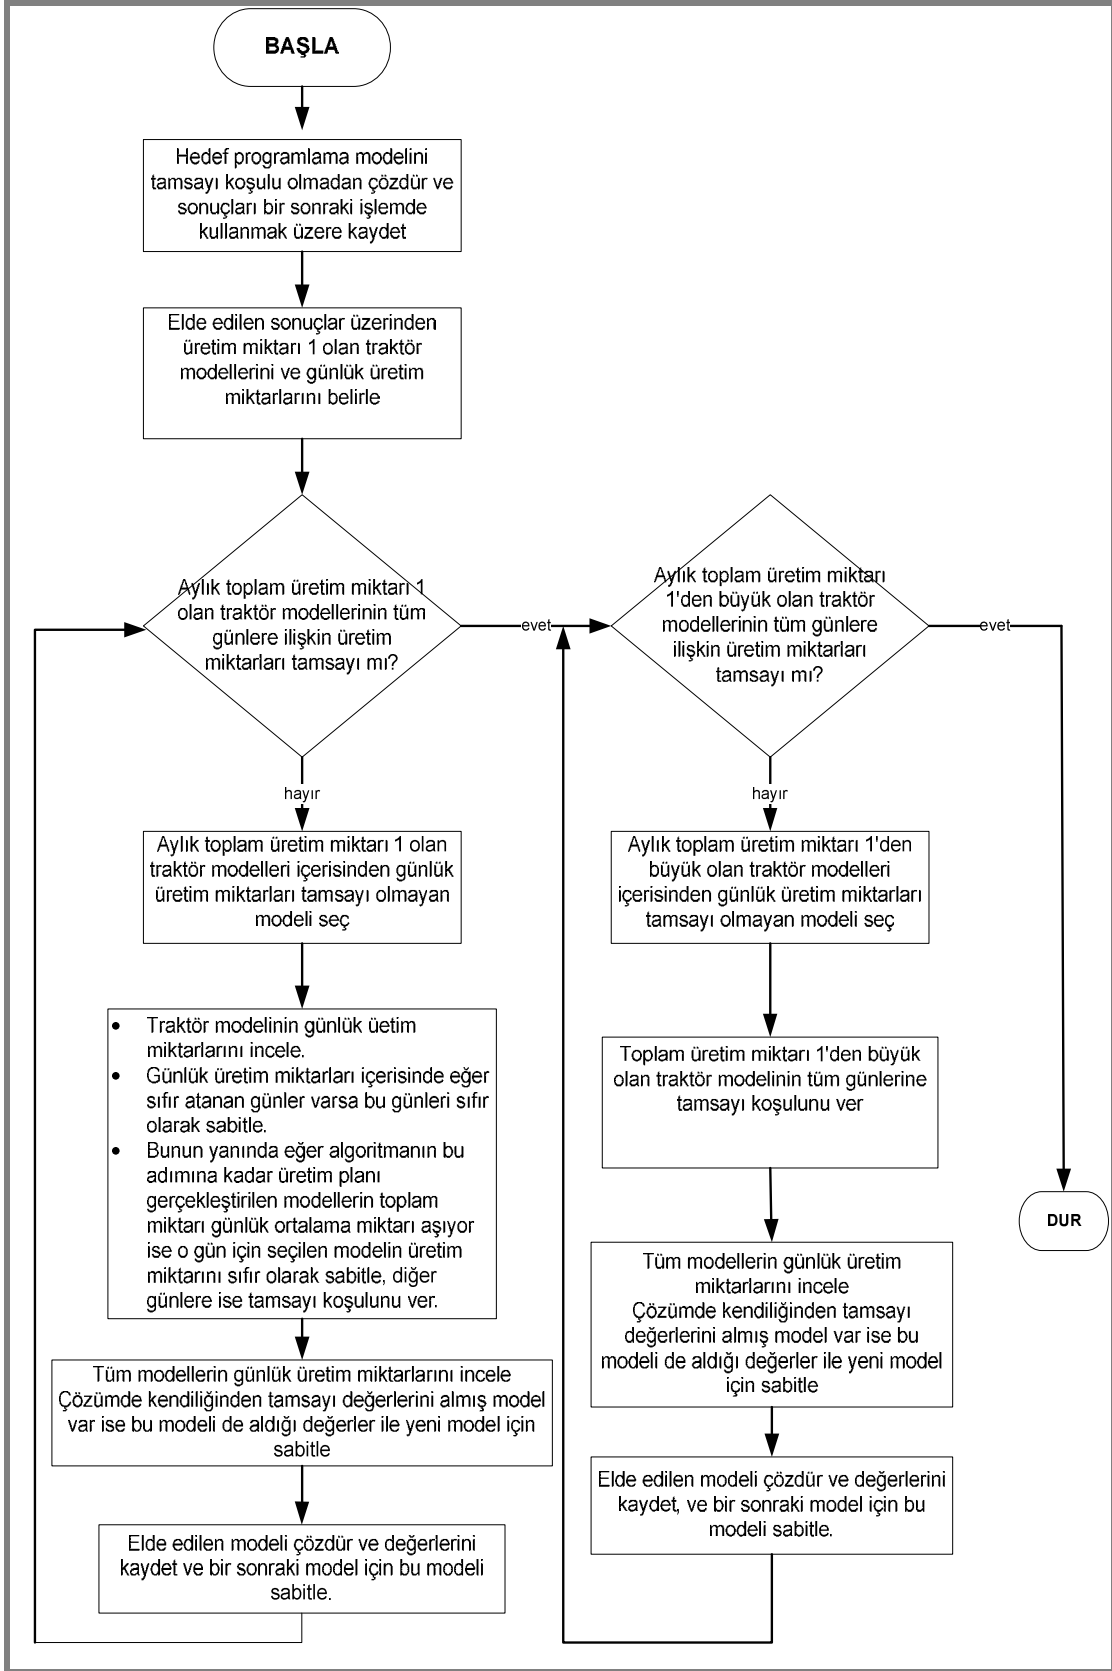 BAŞLA
Hedef programlama modelini
tamsayı koşulu olmadan çözdür ve
sonuçları bir sonraki işlemde
kullanmak üzere kaydet
Elde edilen sonuçlar üzerinden
üretim miktarı 1 olan traktör
modellerini ve günlük üretim
miktarlarını belirle
Aylık toplam üretim miktarı 1
olan traktör modellerinin tüm
günlere ilişkin üretim
miktarları tamsayı mı?
evet
hayır
Aylık toplam üretim miktarı 1 olan
traktör modelleri içerisinden günlük
üretim miktarları tamsayı olmayan
modeli seç
• Traktör modelinin günlük üetim
miktarlarını incele.
• Günlük üretim miktarları içerisinde eğer
sıfır atanan günler varsa bu günleri sıfır
olarak sabitle.
• Bunun yanında eğer algoritmanın bu
adımına kadar üretim planı
gerçekleştirilen modellerin toplam
miktarı günlük ortalama miktarı aşıyor
ise o gün için seçilen modelin üretim
miktarını sıfır olarak sabitle, diğer
günlere ise tamsayı koşulunu ver.
Tüm modellerin günlük üretim miktarlarını incele
Çözümde kendiliğinden tamsayı değerlerini almış model
var ise bu modeli de aldığı değerler ile yeni model için
sabitle
Elde edilen modeli çözdür ve değerlerini
kaydet ve bir sonraki model için bu modeli
sabitle.
Aylık toplam üretim miktarı
1'den büyük olan traktör
modellerinin tüm günlere
ilişkin üretim miktarları
tamsayı mı?
evet
hayır
Aylık toplam üretim miktarı 1'den
büyük olan traktör modelleri
içerisinden günlük üretim miktarları
tamsayı olmayan modeli seç
Toplam üretim miktarı 1'den büyük
olan traktör modelinin tüm günlerine
tamsayı koşulunu ver
Tüm modellerin günlük üretim
miktarlarını incele
Çözümde kendiliğinden tamsayı
değerlerini almış model var ise bu
modeli de aldığı değerler ile yeni model
için sabitle
Elde edilen modeli çözdür ve değerlerini
kaydet, ve bir sonraki model için bu
modeli sabitle.
DUR